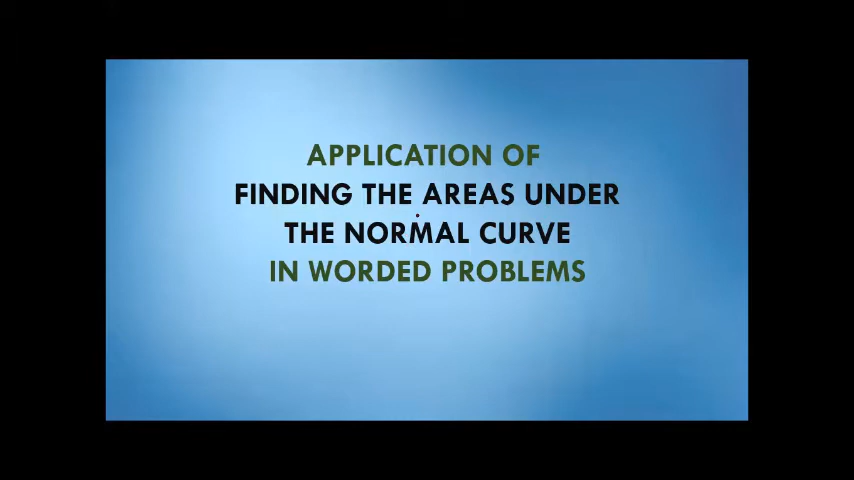 APPLICATION OF
FINDING THE AREAS UNDER
THE NORMAL CURVE
IN WORDED PROBLEMS